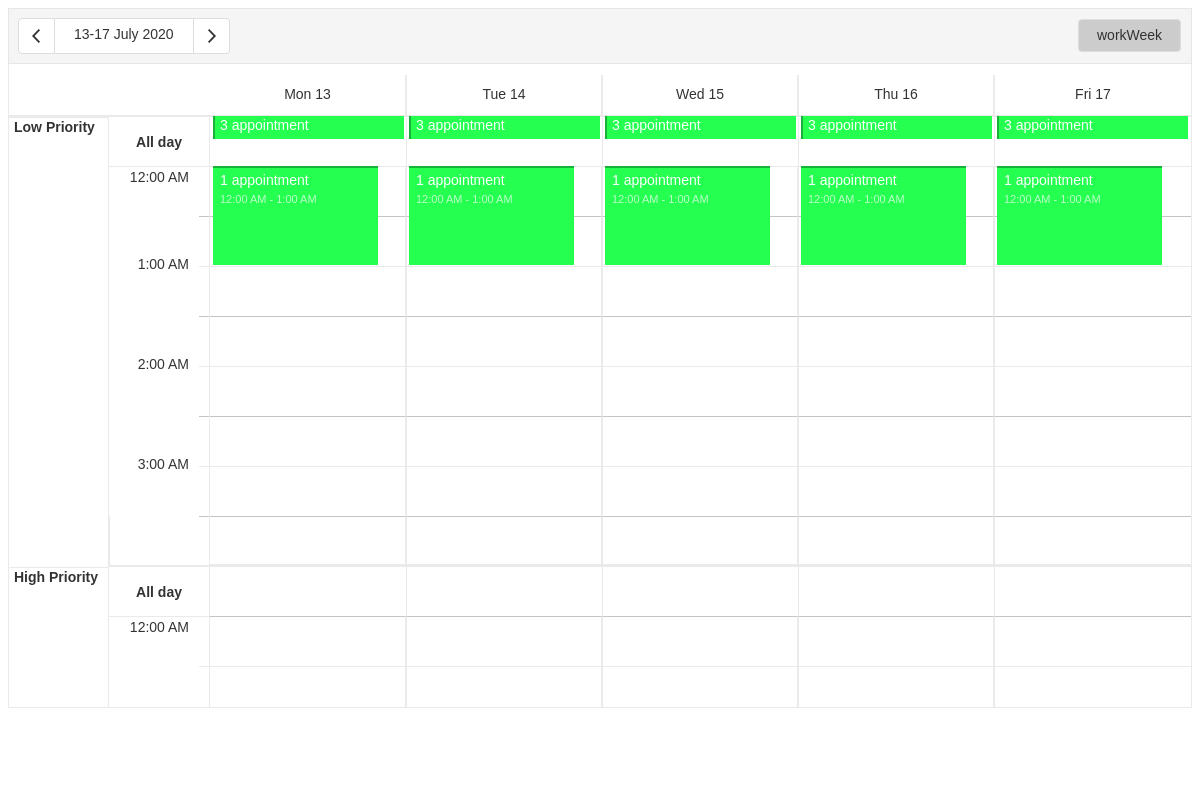 13-17 July 2020
workWeek
Mon 13 Tue 14 Wed 15 Thu 16 Fri 17
Low Priority
All day
3 appointment 3 appointment 3 appointment 3 appointment 3 appointment
12:00 AM
1 appointment 1 appointment 1 appointment 1 appointment 1 appointment
12:00 AM - 1:00 AM 12:00 AM - 1:00 AM 12:00 AM - 1:00 AM 12:00 AM - 1:00 AM 12:00 AM - 1:00 AM
1:00 AM
2:00 AM
3:00 AM
High Priority
All day
12:00 AM